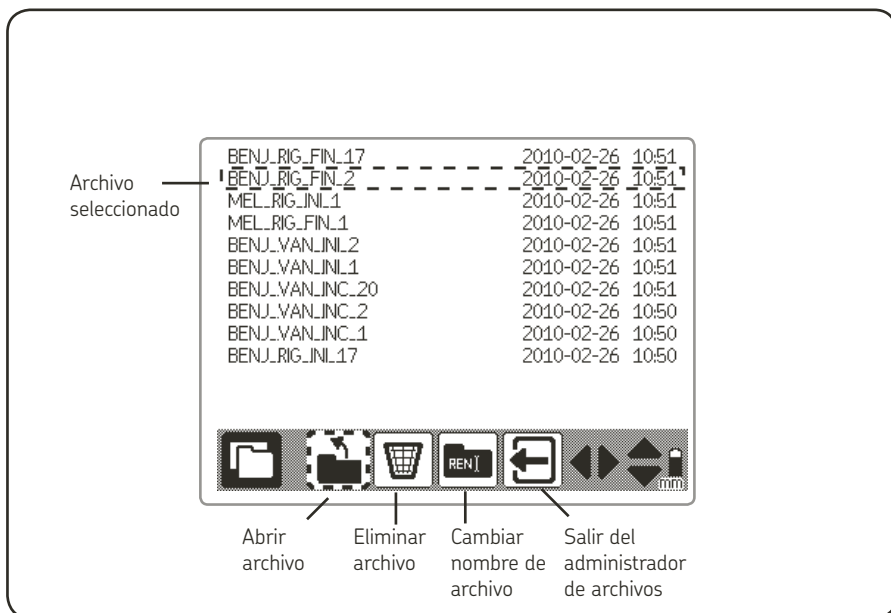 BENJ_RIG_FIN_17 2010-02-26 10:51
BENJ_RIG_FIN_2 2010-02-26 10:51
MEL_RIG_INI_1 2010-02-26 10:51
MEL_RIG_FIN_1 2010-02-26 10:51
BENJ_VAN_INI_2 2010-02-26 10:51
BENJ_VAN_INI_1 2010-02-26 10:51
BENJ_VAN_INC_20 2010-02-26 10:51
BENJ_VAN_INC_2 2010-02-26 10:50
BENJ_VAN_INC_1 2010-02-26 10:50
BENJ_RIG_INI_17 2010-02-26 10:50
Archivo
seleccionado
REN
mm
Abrir
archivo
Eliminar
archivo
Cambiar
nombre de
archivo
Salir del
administrador
de archivos